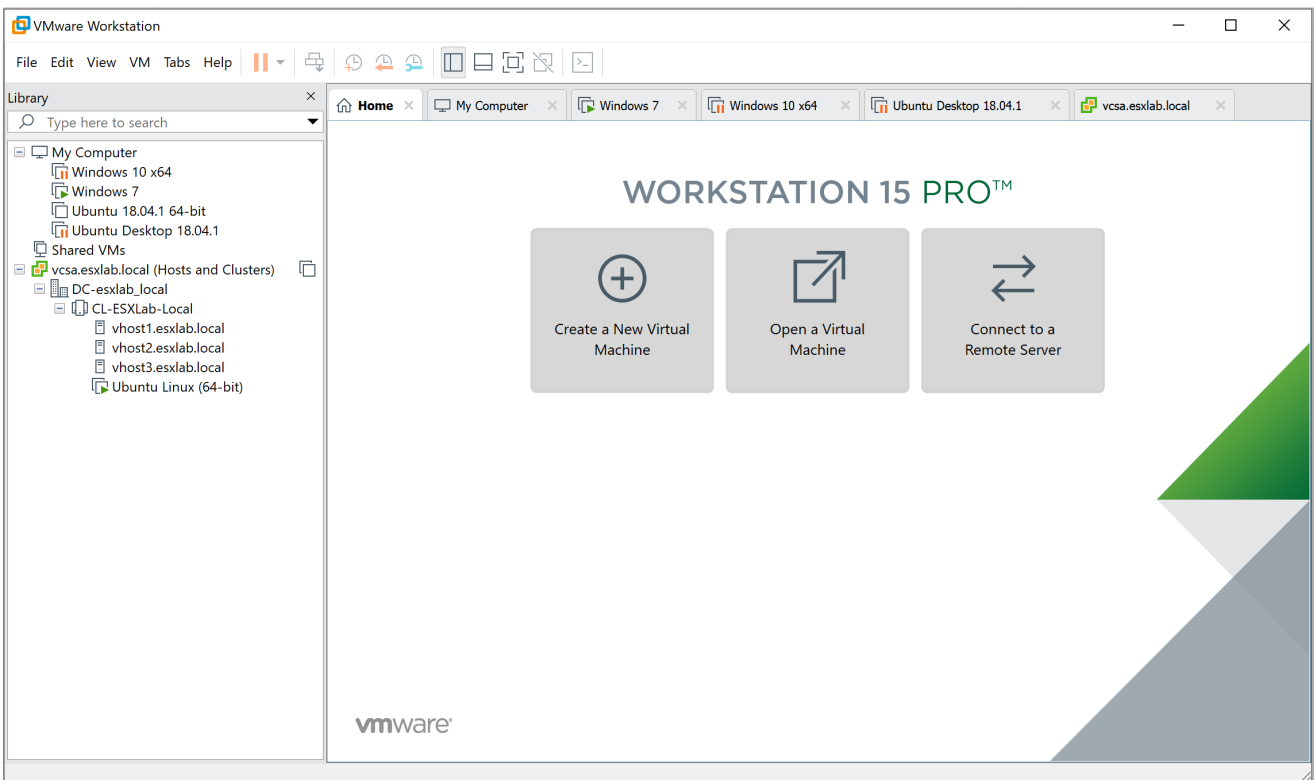 VMware Workstation
File Edit View VM Tabs Help
Library
Type here to search
My Computer
Windows 10 x64
Windows 7
Ubuntu 18.04.1 64-bit
Ubuntu Desktop 18.04.1
Shared VMs
vcsa.esxlab.local (Hosts and Clusters)
DC-esxlab_local
CL-ESXLab-Local
vhost1.esxlab.local
vhost2.esxlab.local
vhost3.esxlab.local
Ubuntu Linux (64-bit)
Home My Computer Windows 7 Windows 10 x64 Ubuntu Desktop 18.04.1 vcsa.esxlab.local
WORKSTATION 15 PRO™
Create a New Virtual
Machine
Open a Virtual
Machine
Connect to a
Remote Server
vmware®